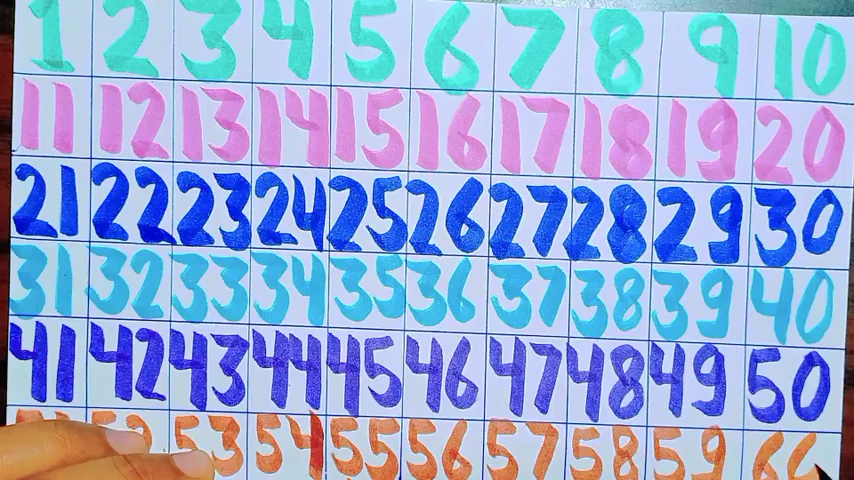 1 2 3 4 5 6 7 8 9 10
11 12 13 14 15 16 17 18 19 20
21 22 23 24 25 26 27 28 29 30
31 32 33 34 35 36 37 38 39 40
41 42 43 44 45 46 47 48 49 50
53 54 55 56 57 58 59